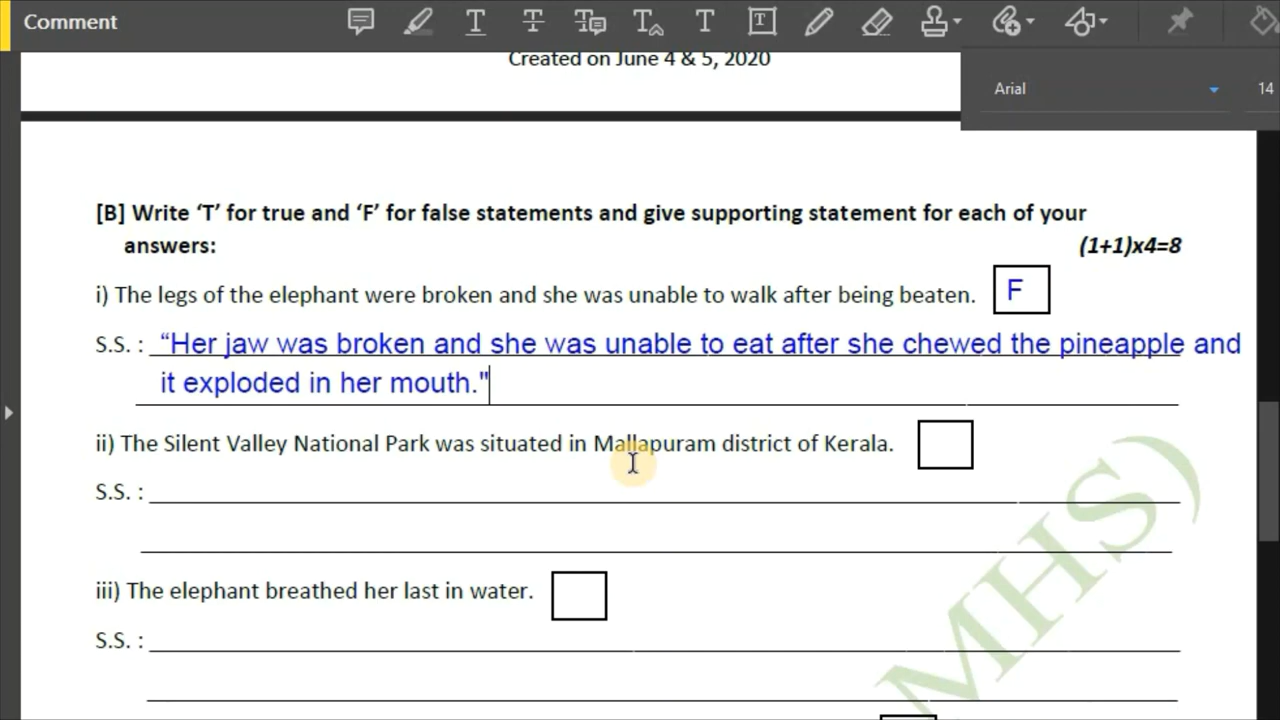 Comment
Created on June 4 & 5, 2020
Arial
14
[B] Write ‘T’ for true and ‘F’ for false statements and give supporting statement for each of your
answers: (1+1)x4=8
i) The legs of the elephant were broken and she was unable to walk after being beaten. F
S.S. : “Her jaw was broken and she was unable to eat after she chewed the pineapple and
it exploded in her mouth."
ii) The Silent Valley National Park was situated in Mallapuram district of Kerala.
S.S. :
iii) The elephant breathed her last in water.
S.S. :
MHS)